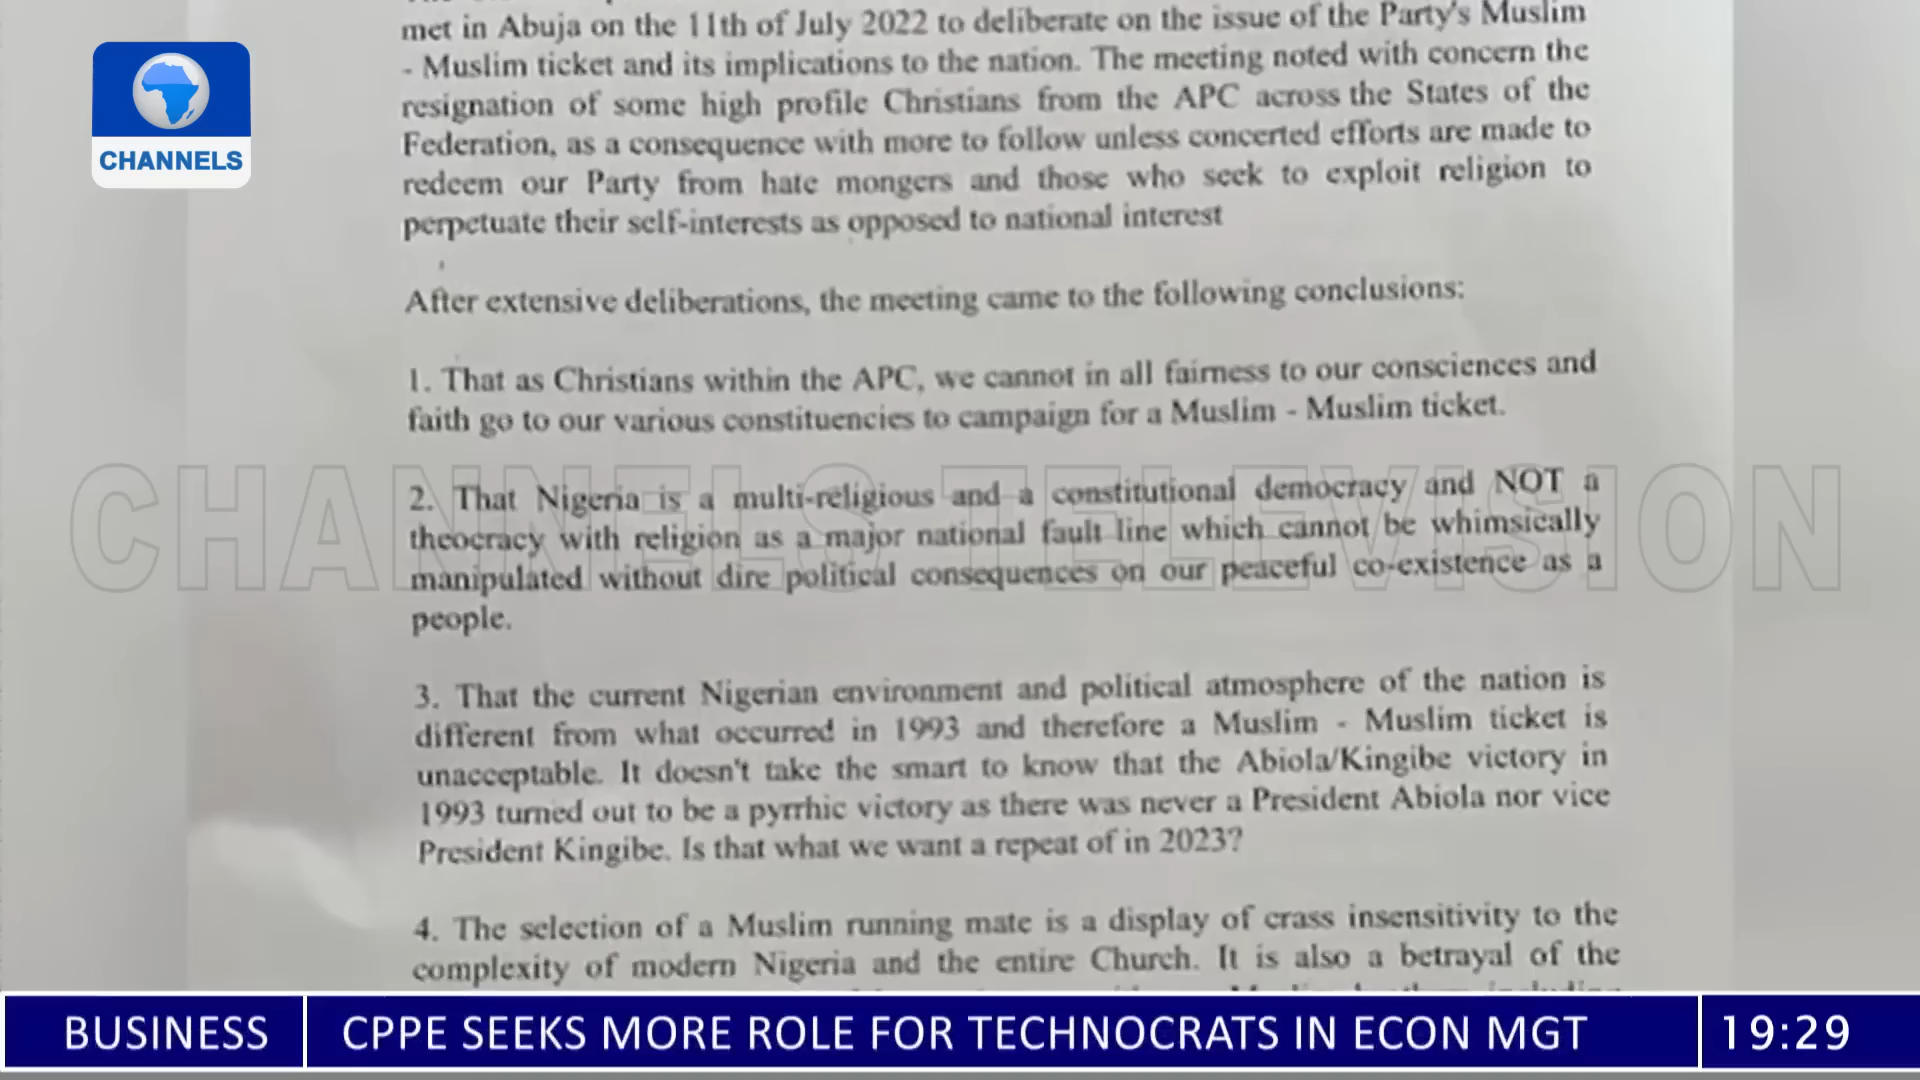 met in Abuja on the 11th of July 2022 to deliberate on the issue of the Party's Muslim
- Muslim ticket and its implications to the nation. The meeting noted with concern the
resignation of some high profile Christians from the APC across the States of the
Federation, as a consequence with more to follow unless concerted efforts are made to
redeem our Party from hate mongers and those who seek to exploit religion to
perpetuate their self-interests as opposed to national interest
CHANNELS
After extensive deliberations, the meeting came to the following conclusions:
1. That as Christians within the APC, we cannot in all fairness to our consciences and
faith go to our various constituencies to campaign for a Muslim - Muslim ticket.
CHANNELS TELEVISION
2. That Nigeria is a multi-religious and a constitutional democracy and NOT a
theocracy with religion as a major national fault line which cannot be whimsically
manipulated without dire political consequences on our peaceful co-existence as a
people.
3. That the current Nigerian environment and political atmosphere of the nation is
different from what occurred in 1993 and therefore a Muslim - Muslim ticket is
unacceptable. It doesn't take the smart to know that the Abiola/Kingibe victory in
1993 turned out to be a pyrrhic victory as there was never a President Abiola nor vice
President Kingibe. Is that what we want a repeat of in 2023?
4. The selection of a Muslim running mate is a display of crass insensitivity to the
complexity of modern Nigeria and the entire Church. It is also a betrayal of the
BUSINESS
CPPE SEEKS MORE ROLE FOR TECHNOCRATS IN ECON MGT
19:29